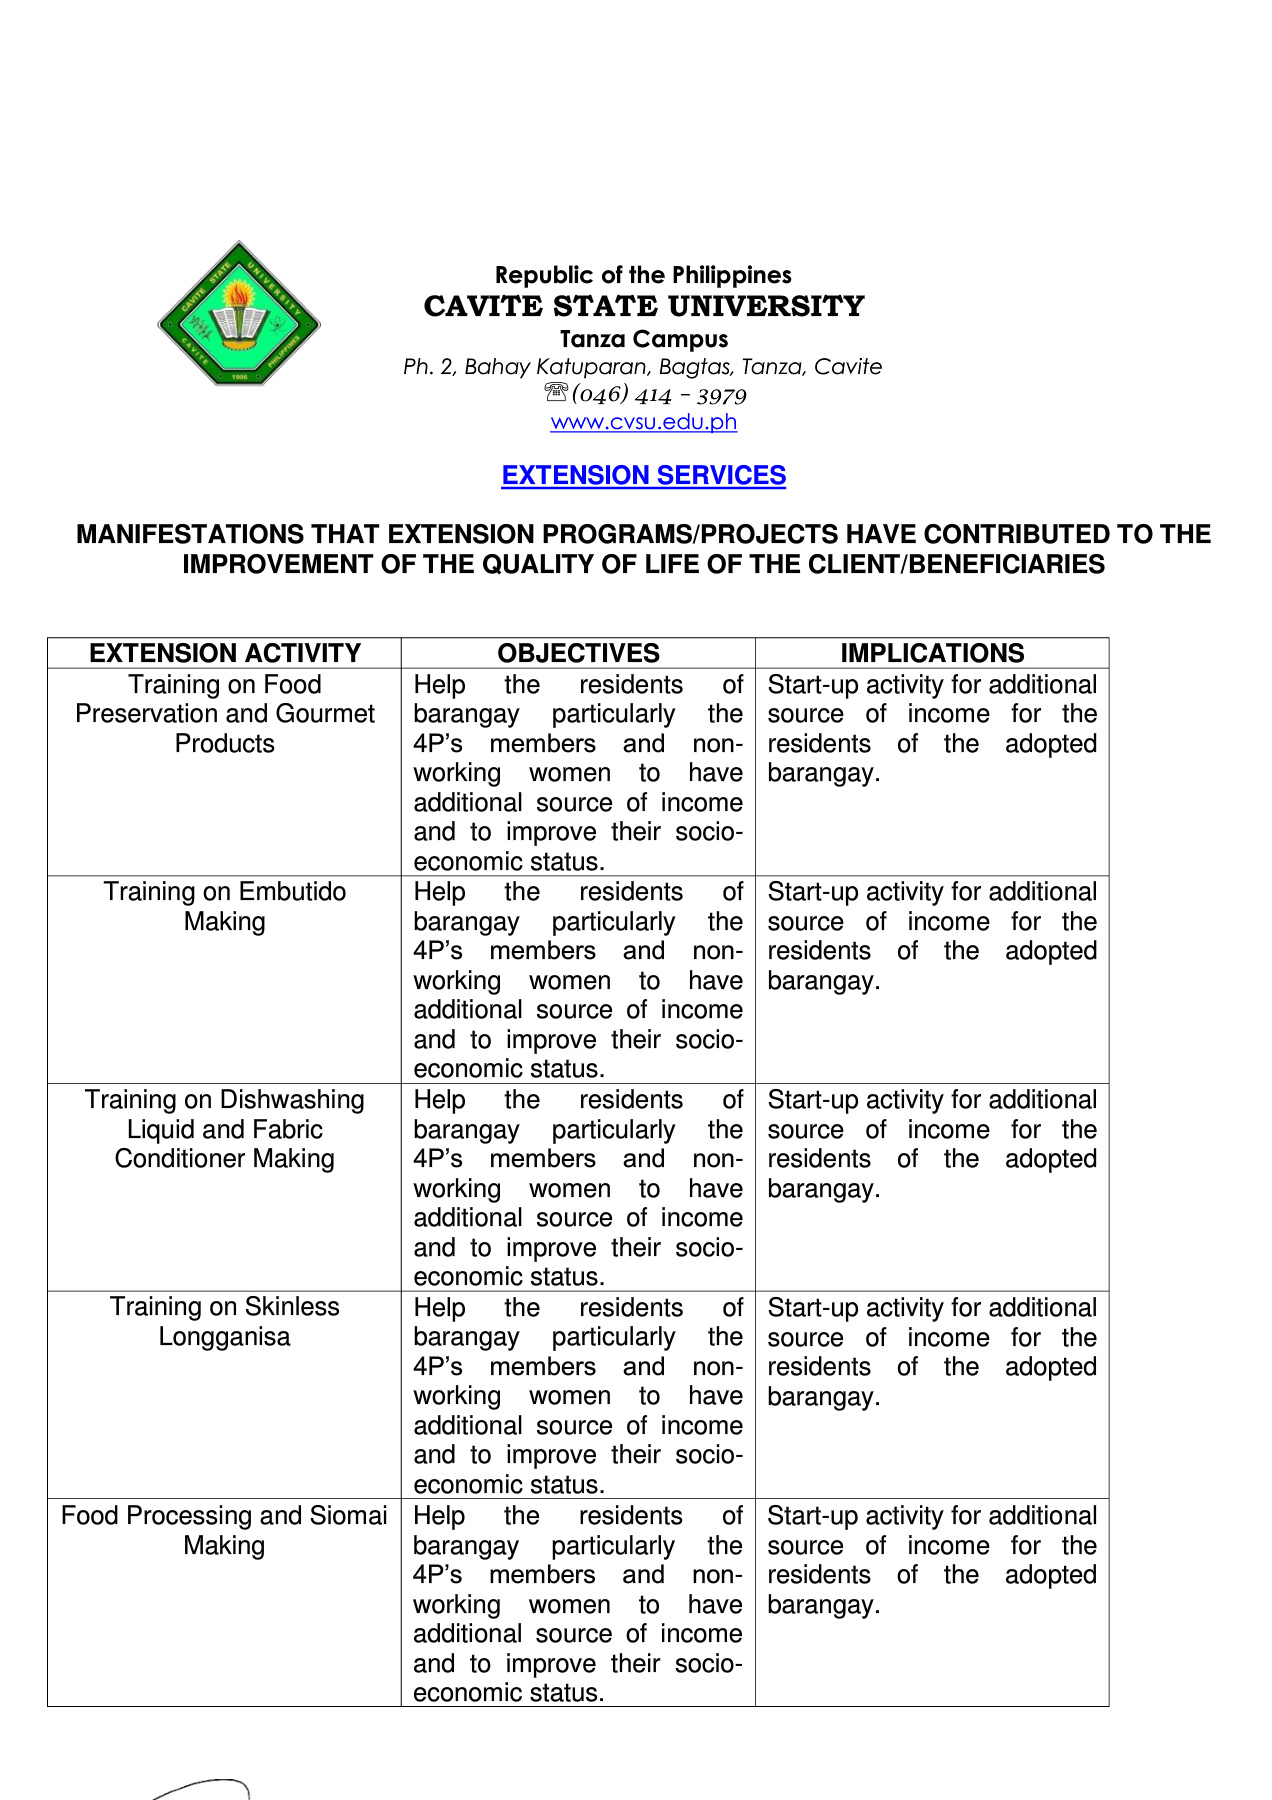 CAVITE STATE UNIVERSITY
CAVITE PHILIPPINES
1906
Republic of the Philippines
CAVITE STATE UNIVERSITY
Tanza Campus
Ph. 2, Bahay Katuparan, Bagtas, Tanza, Cavite
☏(046) 414 – 3979
www.cvsu.edu.ph
EXTENSION SERVICES
MANIFESTATIONS THAT EXTENSION PROGRAMS/PROJECTS HAVE CONTRIBUTED TO THE
IMPROVEMENT OF THE QUALITY OF LIFE OF THE CLIENT/BENEFICIARIES
EXTENSION ACTIVITY
OBJECTIVES
IMPLICATIONS
Training on Food
Preservation and Gourmet
Products
Help the residents of
barangay particularly the
4P’s members and non-
working women to have
additional source of income
and to improve their socio-
economic status.
Start-up activity for additional
source of income for the
residents of the adopted
barangay.
Training on Embutido
Making
Help the residents of
barangay particularly the
4P’s members and non-
working women to have
additional source of income
and to improve their socio-
economic status.
Start-up activity for additional
source of income for the
residents of the adopted
barangay.
Training on Dishwashing
Liquid and Fabric
Conditioner Making
Help the residents of
barangay particularly the
4P’s members and non-
working women to have
additional source of income
and to improve their socio-
economic status.
Start-up activity for additional
source of income for the
residents of the adopted
barangay.
Training on Skinless
Longganisa
Help the residents of
barangay particularly the
4P’s members and non-
working women to have
additional source of income
and to improve their socio-
economic status.
Start-up activity for additional
source of income for the
residents of the adopted
barangay.
Food Processing and Siomai
Making
Help the residents of
barangay particularly the
4P’s members and non-
working women to have
additional source of income
and to improve their socio-
economic status.
Start-up activity for additional
source of income for the
residents of the adopted
barangay.